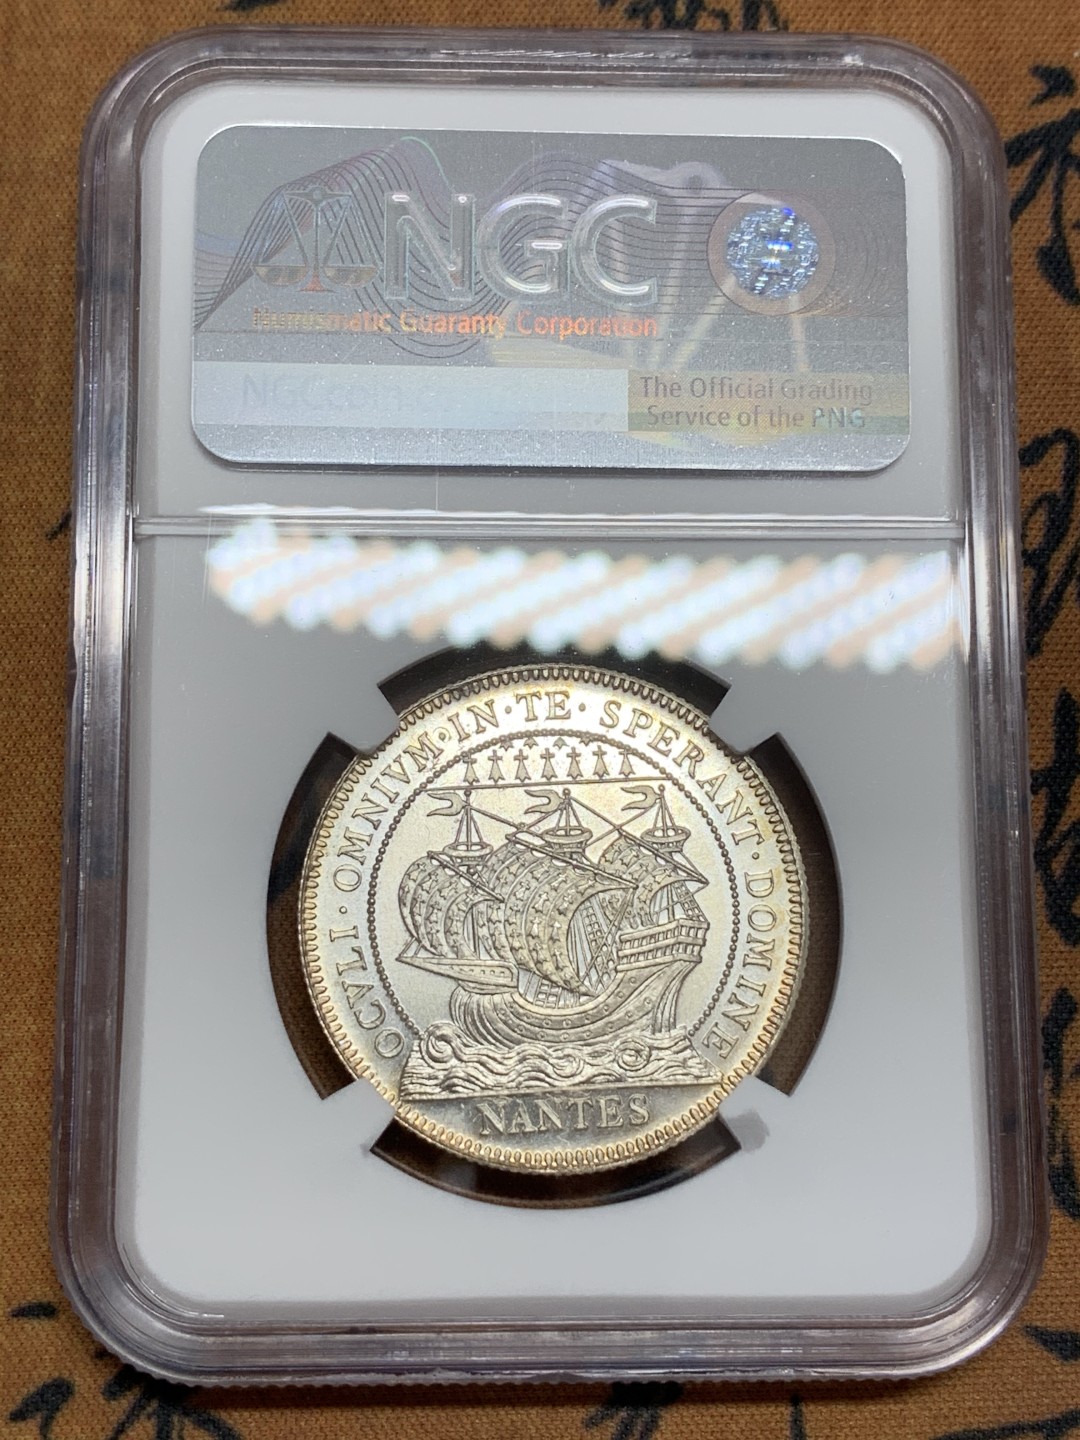 NGC
Numismatic Guaranty Corporation
The Official Grading
Service of the PNG
OCVLI · OMNIVM · IN · TE · SPERANT · DOMINE
NANTES